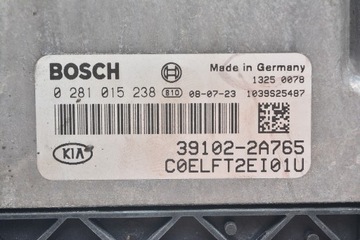 BOSCH
Made in Germany
1325 0078
0 281 015 238 B10 08-07-23 1039S25487
KIA
39102-2A765
C0ELFT2EI01U